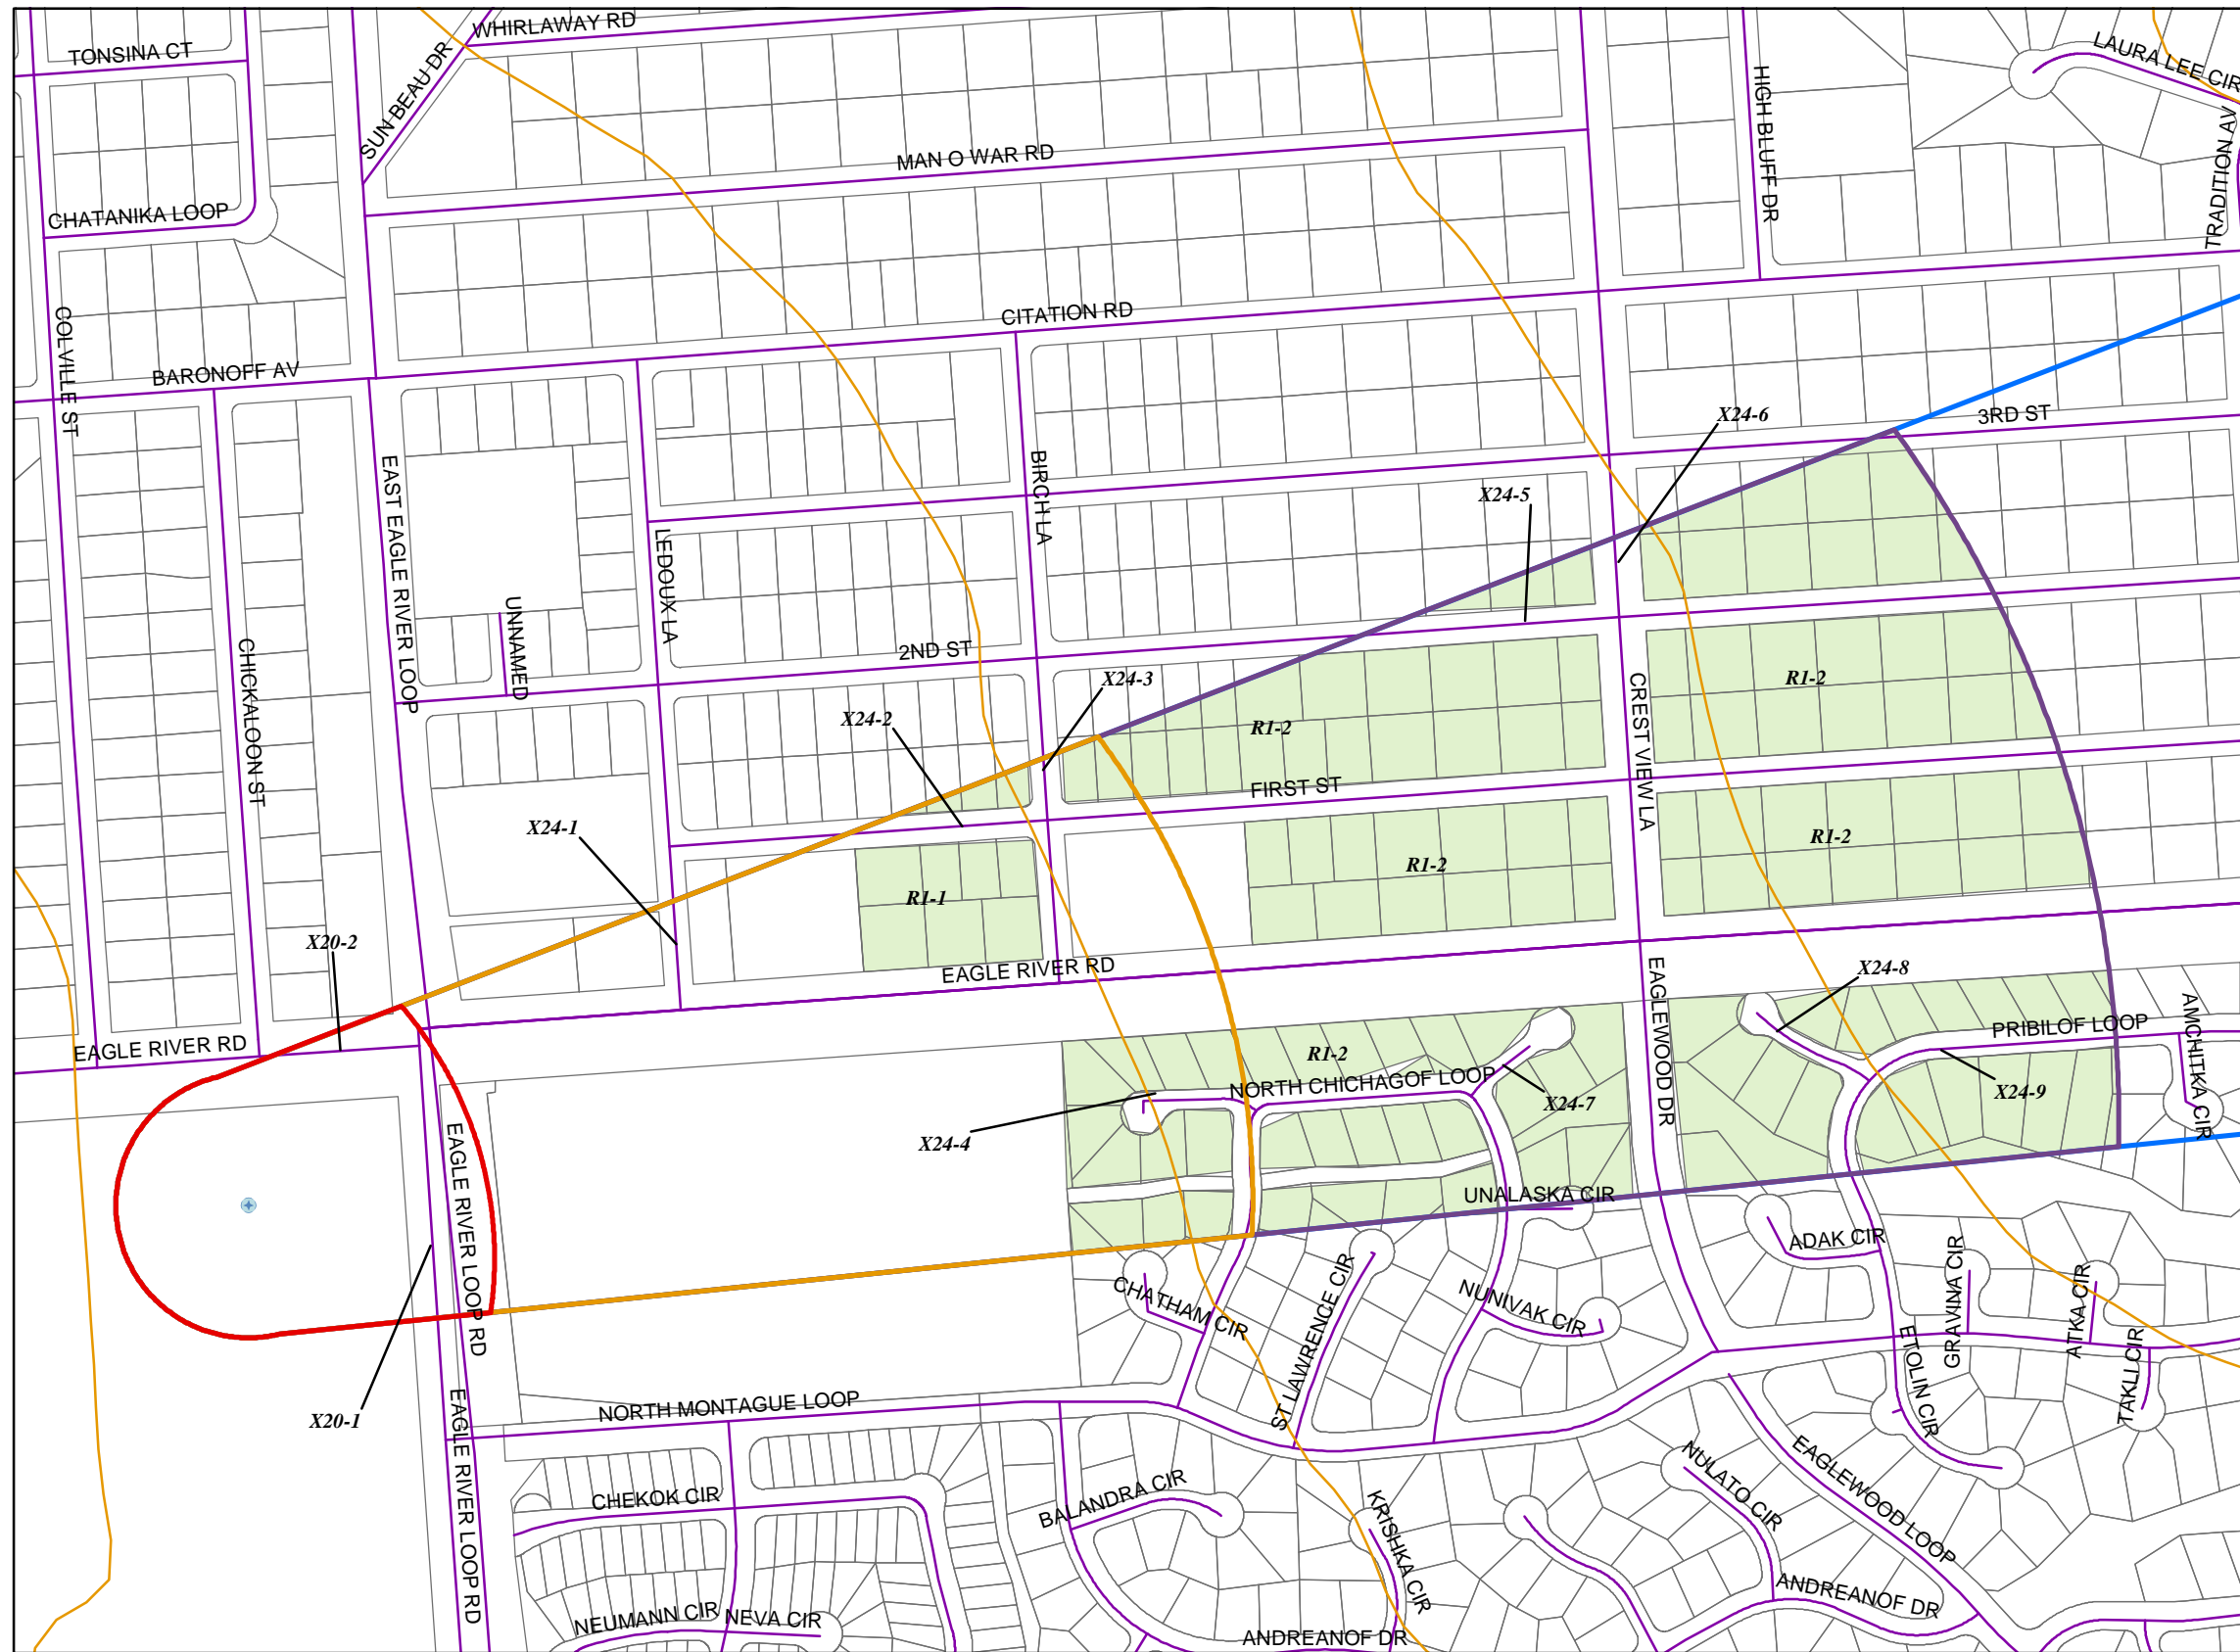 WHIRLAWAY RD
TONSINA CT
LAURA LEE CIR
SUN BEAU DR
HIGH BLUFF DR
MAN O WAR RD
TRADITION AV
CHATANIKA LOOP
CITATION RD
COLVILLE ST
BARONOFF AV
3RD ST
X24-6
EAST EAGLE RIVER LOOP
BIRCH LA
X24-5
LEDOUX LA
UNNAMED
2ND ST
CHICKALOON ST
X24-3
R1-2
CREST VIEW LA
X24-2
R1-2
FIRST ST
X24-1
R1-2
R1-2
R1-1
X20-2
EAGLE RIVER RD
EAGLEWOOD DR
X24-8
AMCHITKA CIR
PRIBILOF LOOP
EAGLE RIVER RD
R1-2
NORTH CHICHAGOF LOOP
X24-9
X24-7
X24-4
EAGLE RIVER LOOP RD
UNALASKA CIR
ADAK CIR
GRAVINA CIR
ATKA CIR
CHATHAM CIR
ST LAWRENCE CIR
NUNIVAK CIR
ETOLIN CIR
TAKLI CIR
X20-1
NORTH MONTAGUE LOOP
EAGLE RIVER LOOP RD
NULATO CIR
EAGLEWOOD LOOP
CHEKOK CIR
BALANDRA CIR
KRISHKA CIR
ANDREANOF DR
NEUMANN CIR
NEVA CIR
ANDREANOF DR